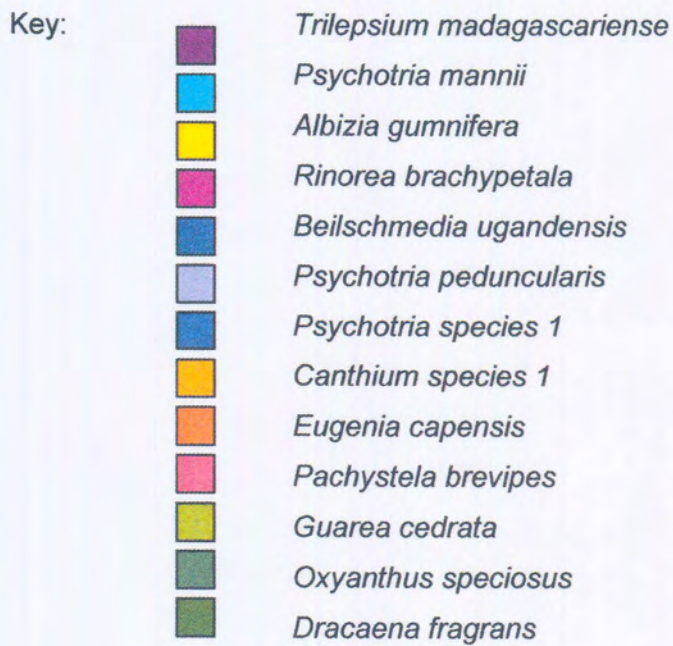 Key:
Trilepsium madagascariense
Psychotria mannii
Albizia gumnifera
Rinorea brachypetala
Beilschmedia ugandensis
Psychotria peduncularis
Psychotria species 1
Canthium species 1
Eugenia capensis
Pachystela brevipes
Guarea cedrata
Oxyanthus speciosus
Dracaena fragrans